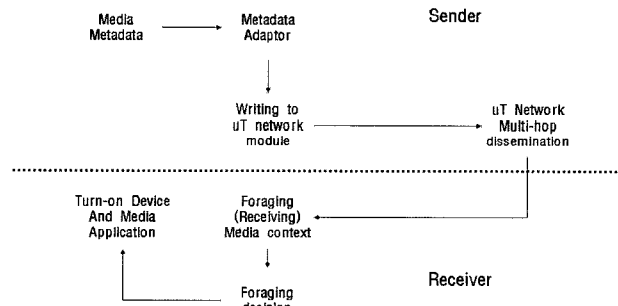 Media
Metadata
Metadata
Adaptor
Sender
Writing to
uT network
module
uT Network
Multi-hop
dissemination
Turn-on Device
And Media
Application
Foraging
(Receiving)
Media context
Receiver
Foraging
decision